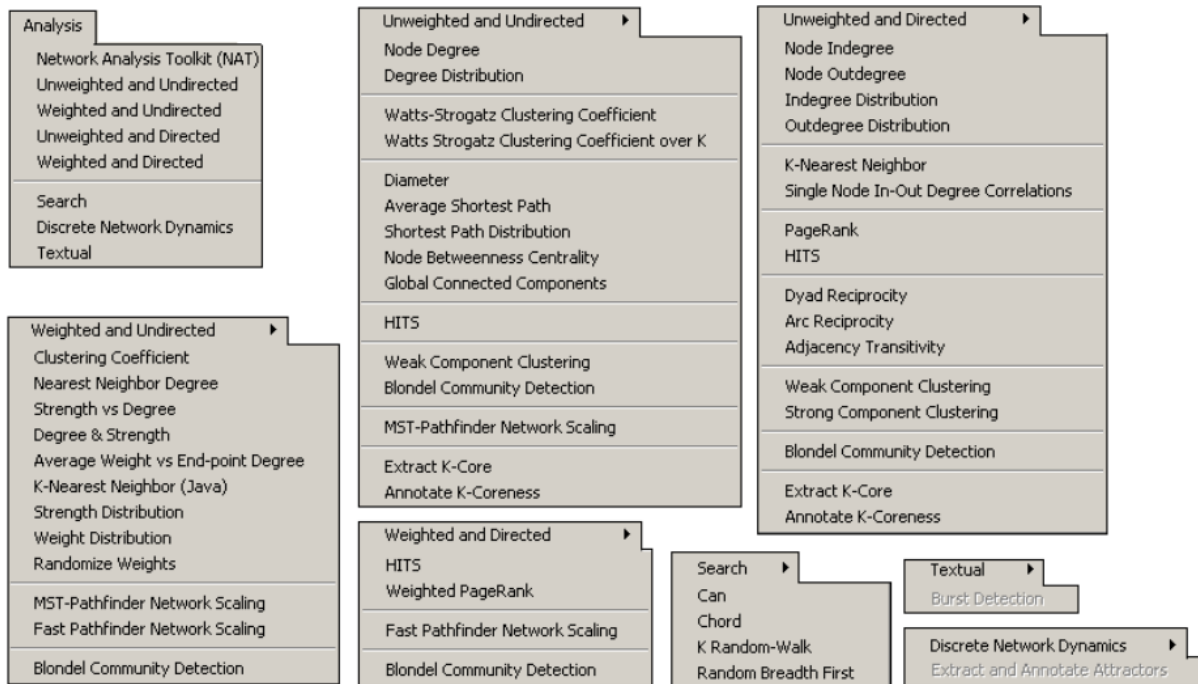 Analysis
Network Analysis Toolkit (NAT)
Unweighted and Undirected
Weighted and Undirected
Unweighted and Directed
Weighted and Directed
Search
Discrete Network Dynamics
Textual
Unweighted and Undirected
Node Degree
Degree Distribution
Watts-Strogatz Clustering Coefficient
Watts Strogatz Clustering Coefficient over K
Diameter
Average Shortest Path
Shortest Path Distribution
Node Betweenness Centrality
Global Connected Components
HITS
Weak Component Clustering
Blondel Community Detection
MST-Pathfinder Network Scaling
Extract K-Core
Annotate K-Coreness
Unweighted and Directed
Node Indegree
Node Outdegree
Indegree Distribution
Outdegree Distribution
K-Nearest Neighbor
Single Node In-Out Degree Correlations
PageRank
HITS
Dyad Reciprocity
Arc Reciprocity
Adjacency Transitivity
Weak Component Clustering
Strong Component Clustering
Blondel Community Detection
Extract K-Core
Annotate K-Coreness
Weighted and Undirected
Clustering Coefficient
Nearest Neighbor Degree
Strength vs Degree
Degree & Strength
Average Weight vs End-point Degree
K-Nearest Neighbor (Java)
Strength Distribution
Weight Distribution
Randomize Weights
MST-Pathfinder Network Scaling
Fast Pathfinder Network Scaling
Blondel Community Detection
Weighted and Directed
HITS
Weighted PageRank
Fast Pathfinder Network Scaling
Blondel Community Detection
Search
Can
Chord
K Random-Walk
Random Breadth First
Textual
Burst Detection
Discrete Network Dynamics
Extract and Annotate Attractors